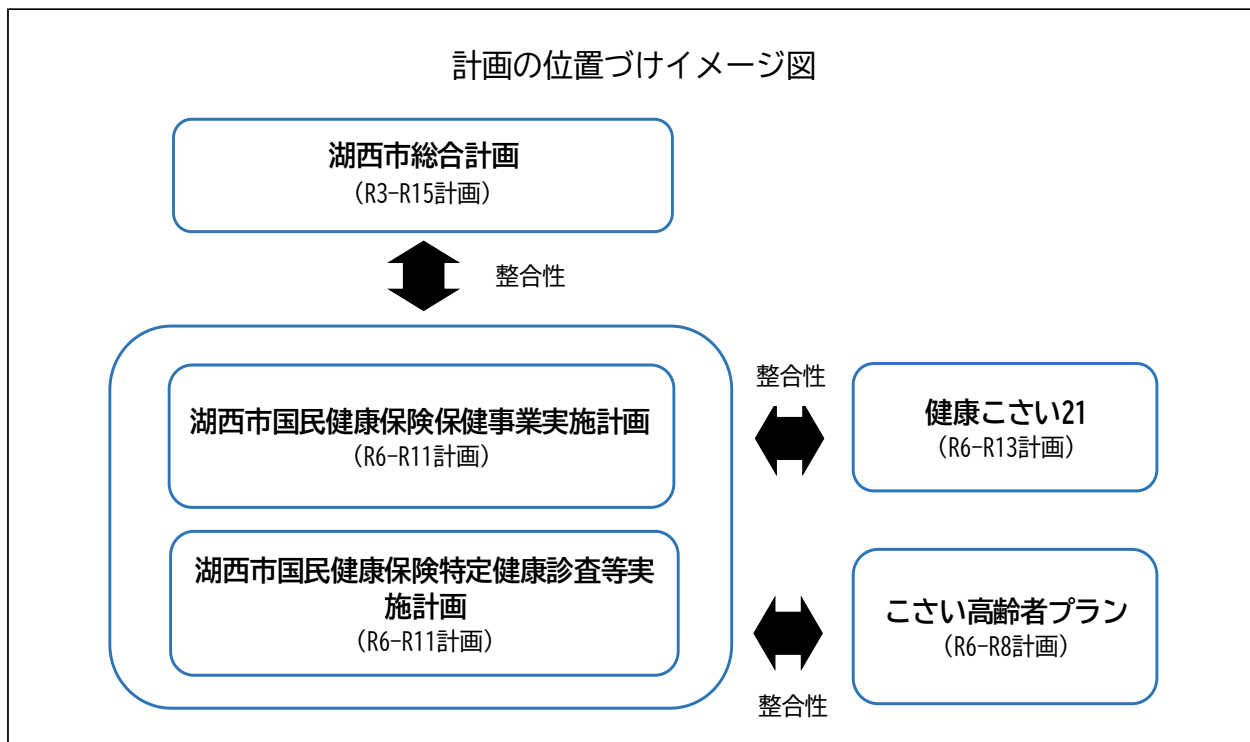 計画の位置づけイメージ図
湖西市総合計画
（R3-R15計画）
整合性
湖西市国民健康保険保健事業実施計画
（R6-R11計画）
湖西市国民健康保険特定健康診査等実
施計画
（R6-R11計画）
整合性
健康こさい21
（R6-R13計画）
こさい高齢者プラン
（R6-R8計画）
整合性